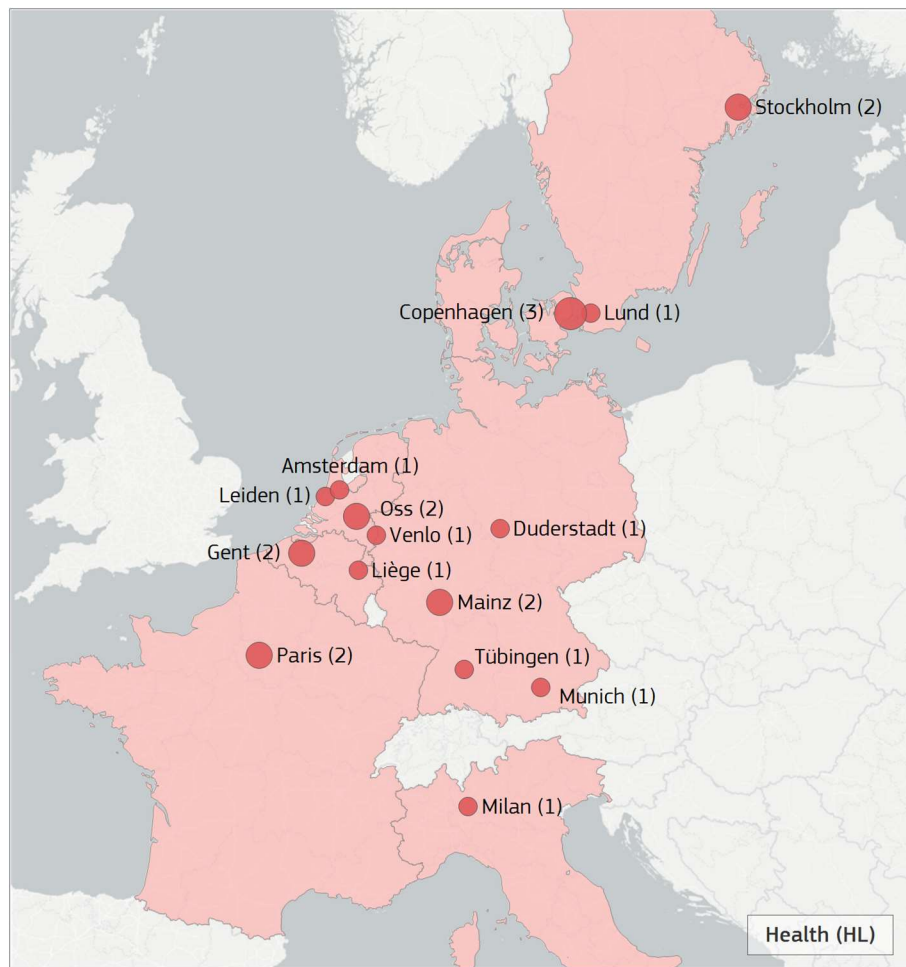 Stockholm (2)
Copenhagen (3)
Lund (1)
Amsterdam (1)
Leiden (1)
Oss (2)
Venlo (1)
Duderstadt (1)
Gent (2)
Liège (1)
Mainz (2)
Paris (2)
Tübingen (1)
Munich (1)
Milan (1)
Health (HL)